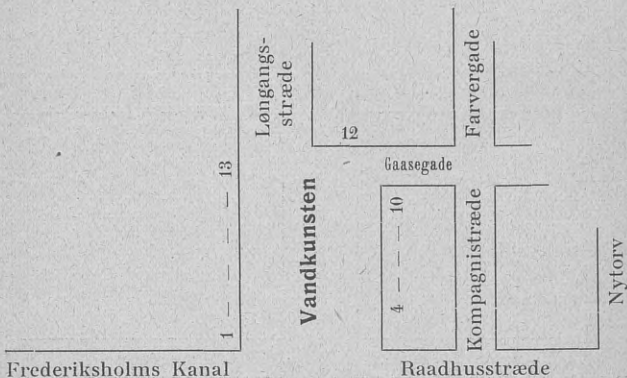 Løngangs-
stræde
Farvergade
12
Gaasegade
1 — — — — 13
Vandkunsten
4 — — — 10
Kompagnistræde
Nytorv
Frederiksholms Kanal
Raadhusstræde